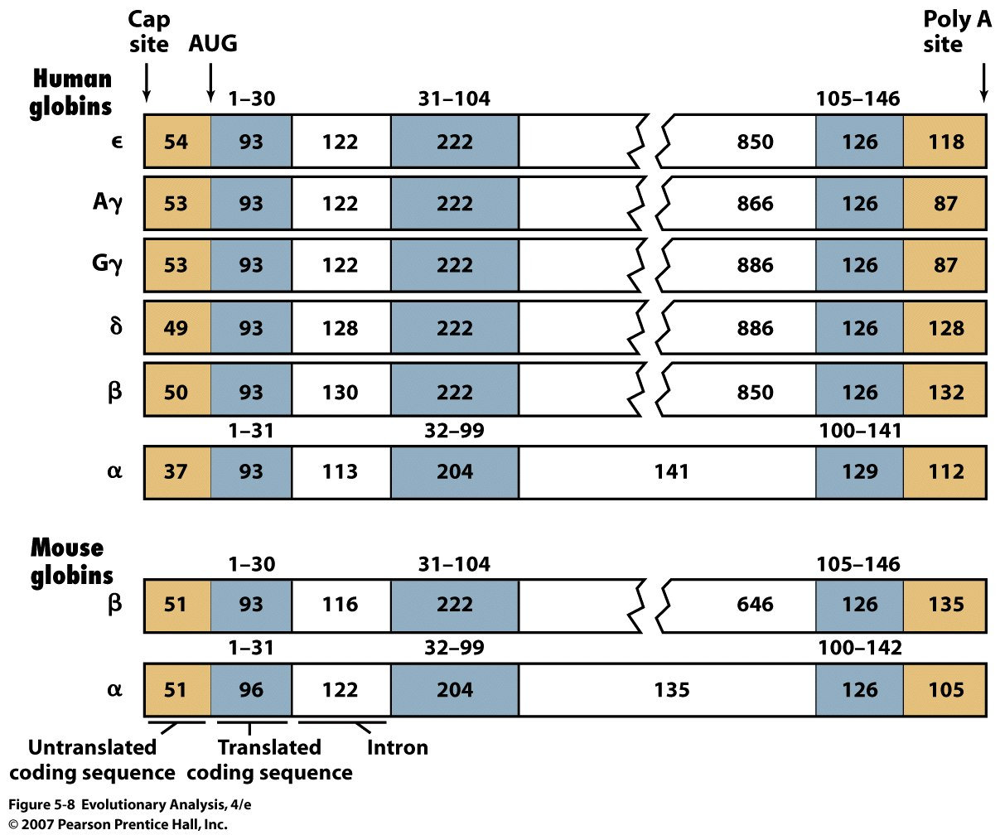 Cap site
AUG
Poly A site
Human globins
1–30 31–104 105–146
ϵ 54 93 122 222 850 126 118
Aγ 53 93 122 222 866 126 87
Gγ 53 93 122 222 886 126 87
δ 49 93 128 222 886 126 128
β 50 93 130 222 850 126 132
1–31 32–99 100–141
α 37 93 113 204 141 129 112
Mouse globins
1–30 31–104 105–146
β 51 93 116 222 646 126 135
1–31 32–99 100–142
α 51 96 122 204 135 126 105
Untranslated coding sequence
Translated coding sequence
Intron
Figure 5-8 Evolutionary Analysis, 4/e
© 2007 Pearson Prentice Hall, Inc.